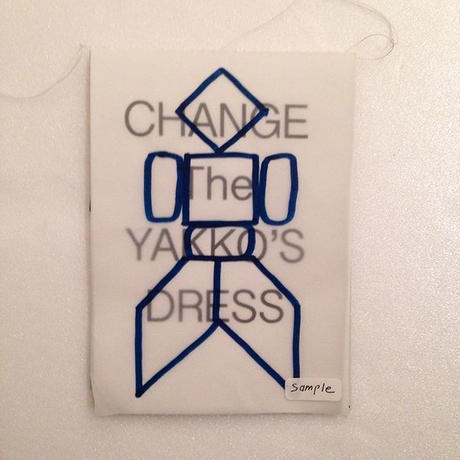 CHANGE
The
YAKKO'S
DRESS
sample